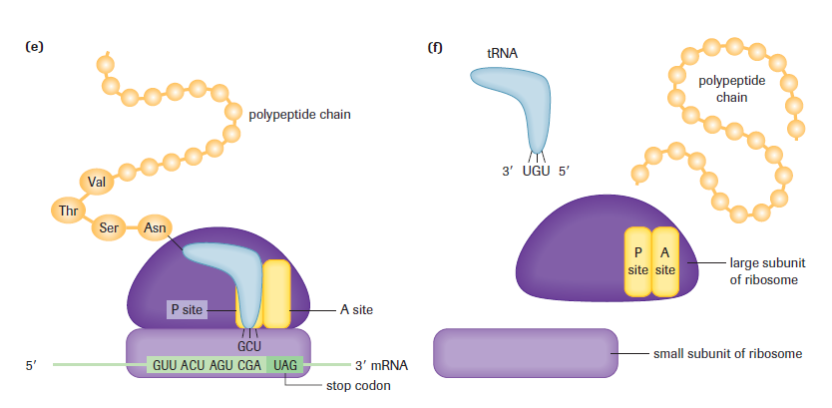 (e)
polypeptide chain
Val
Thr
Ser
Asn
P site
A site
GCU
5′
GUU ACU AGU CGA UAG
3′ mRNA
stop codon
(f)
tRNA
polypeptide
chain
3′ UGU 5′
P
site
A
site
large subunit
of ribosome
small subunit of ribosome